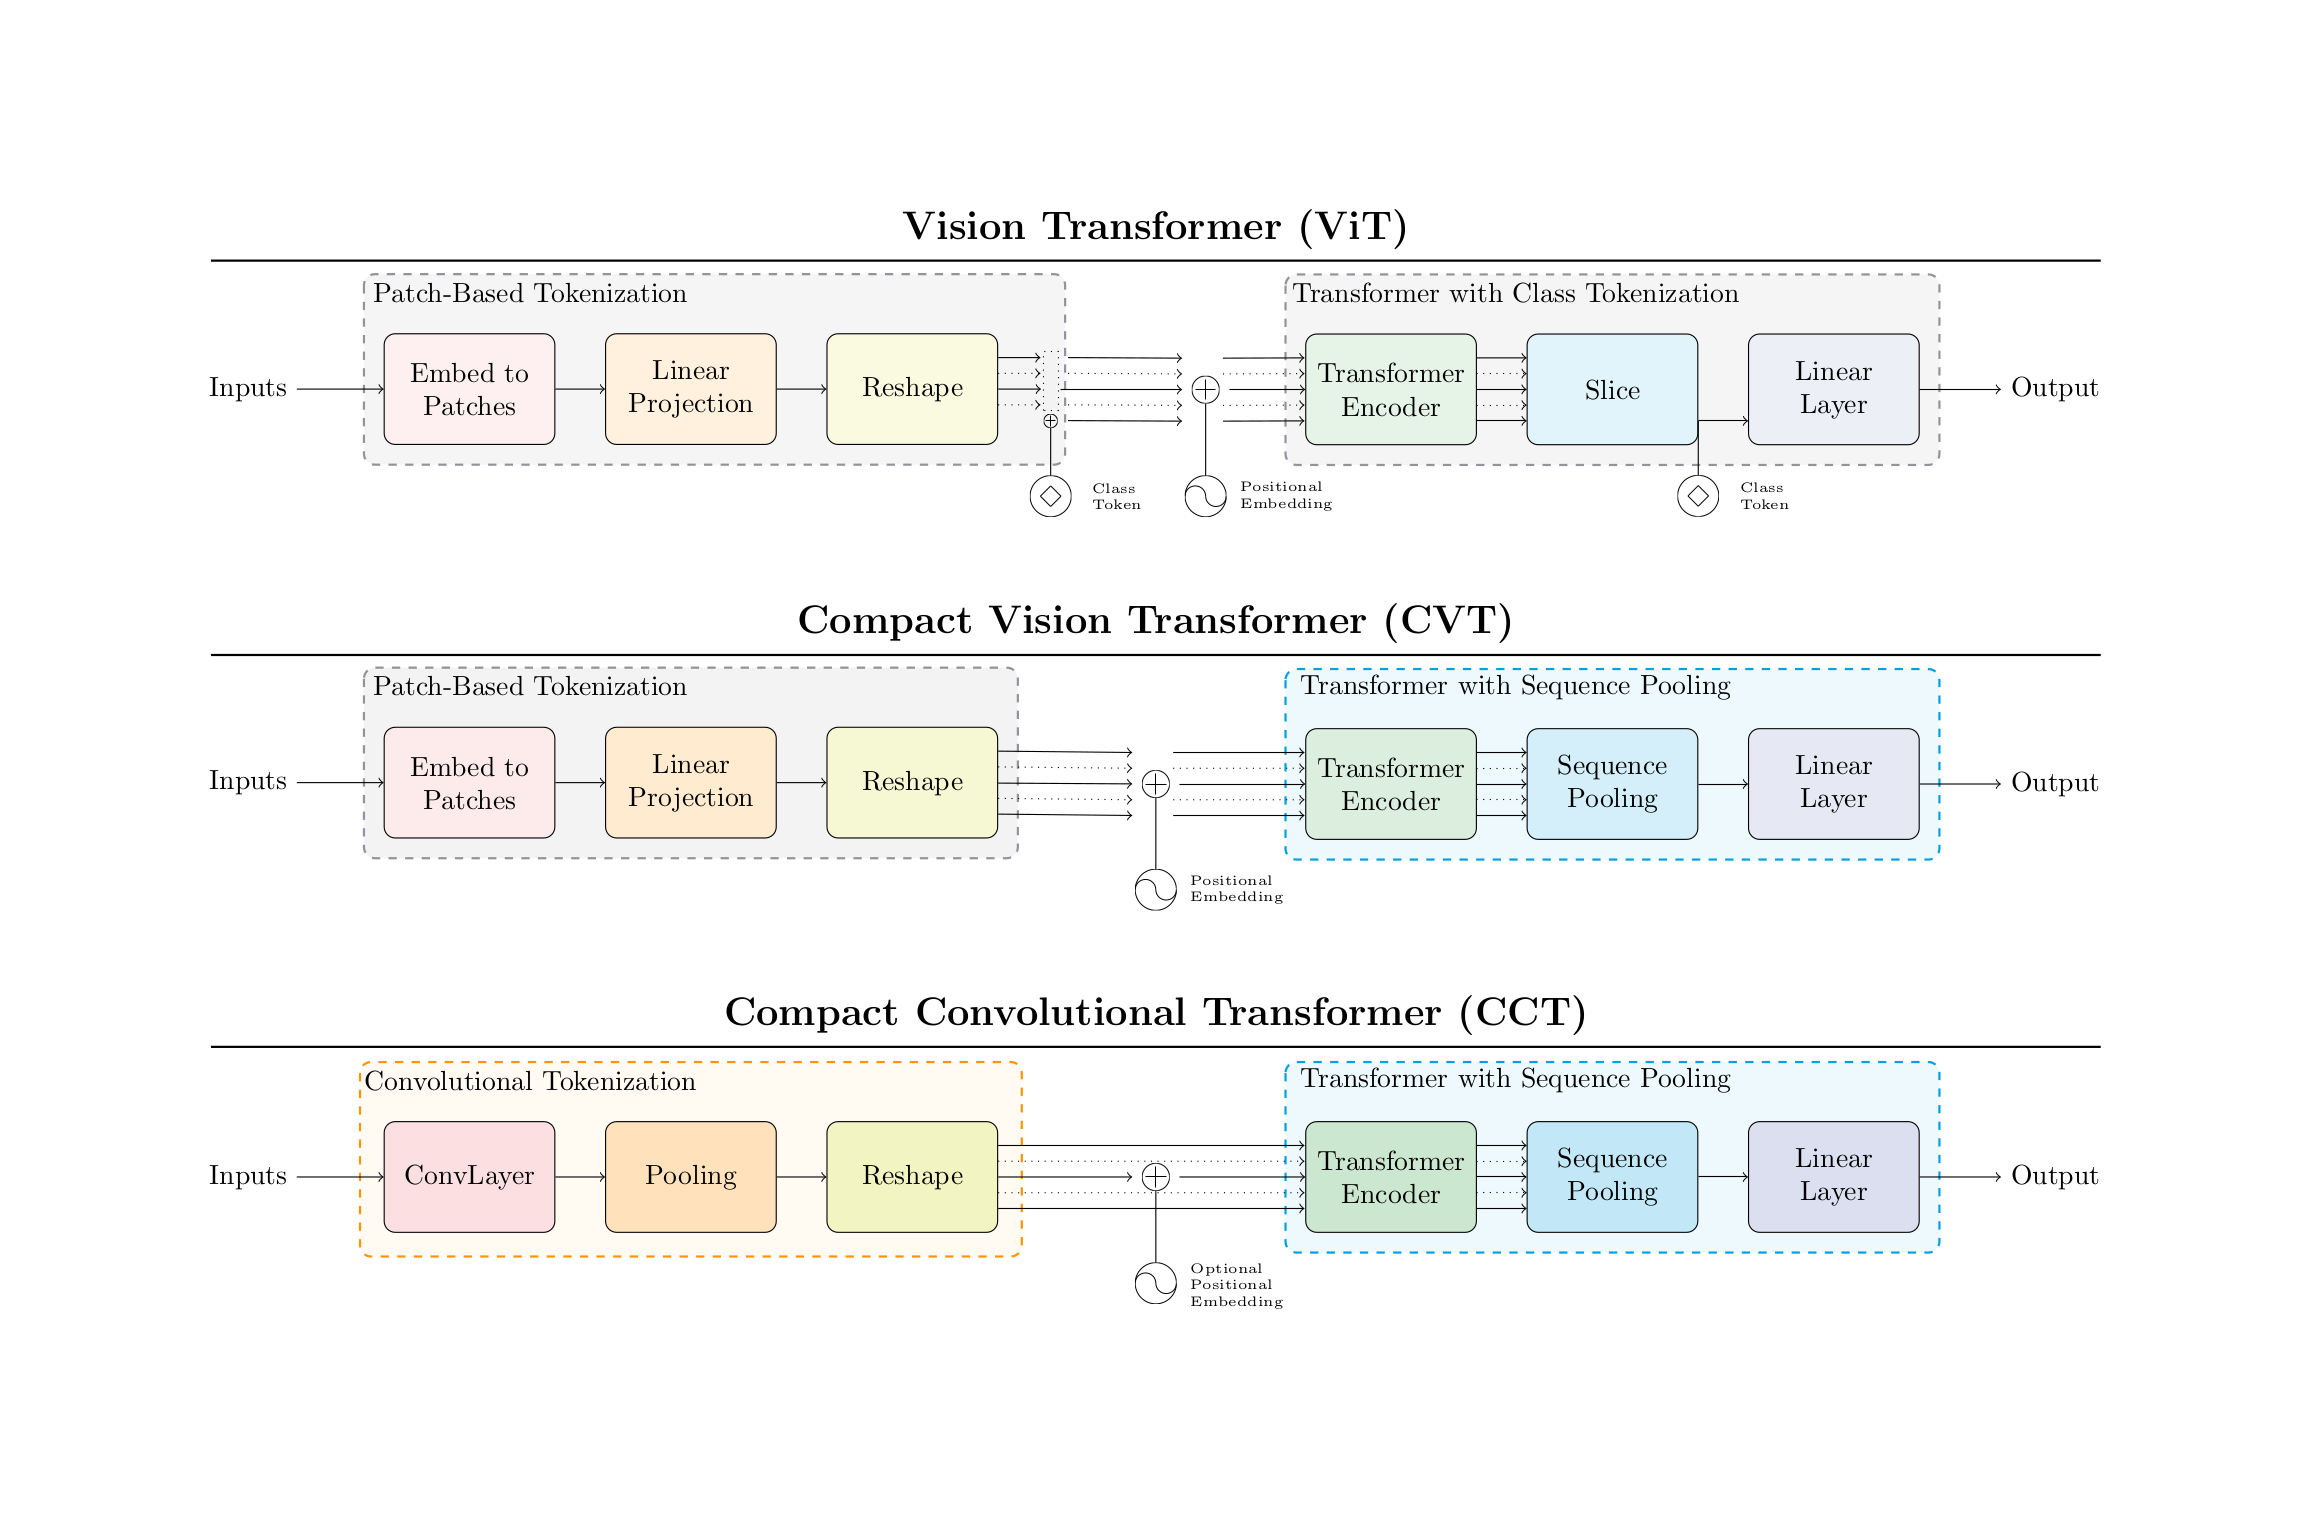 Vision Transformer (ViT)
Patch-Based Tokenization
Transformer with Class Tokenization
Inputs
Embed to
Patches
Linear
Projection
Reshape
Transformer
Encoder
Slice
Linear
Layer
Output
Class
Token
Positional
Embedding
Class
Token
Compact Vision Transformer (CVT)
Patch-Based Tokenization
Transformer with Sequence Pooling
Inputs
Embed to
Patches
Linear
Projection
Reshape
Transformer
Encoder
Sequence
Pooling
Linear
Layer
Output
Positional
Embedding
Compact Convolutional Transformer (CCT)
Convolutional Tokenization
Transformer with Sequence Pooling
Inputs
ConvLayer
Pooling
Reshape
Transformer
Encoder
Sequence
Pooling
Linear
Layer
Output
Optional
Positional
Embedding